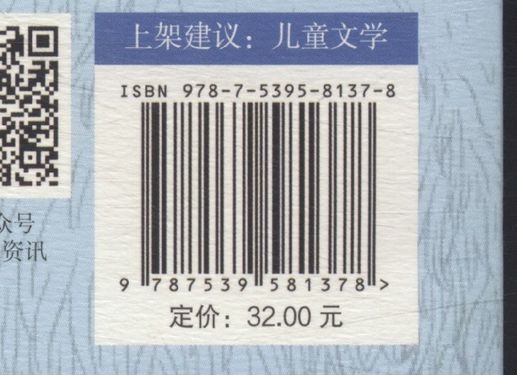 上架建议：儿童文学
ISBN 978-7-5395-8137-8
9 787539 581378 >
定价：32.00 元
众号
资讯